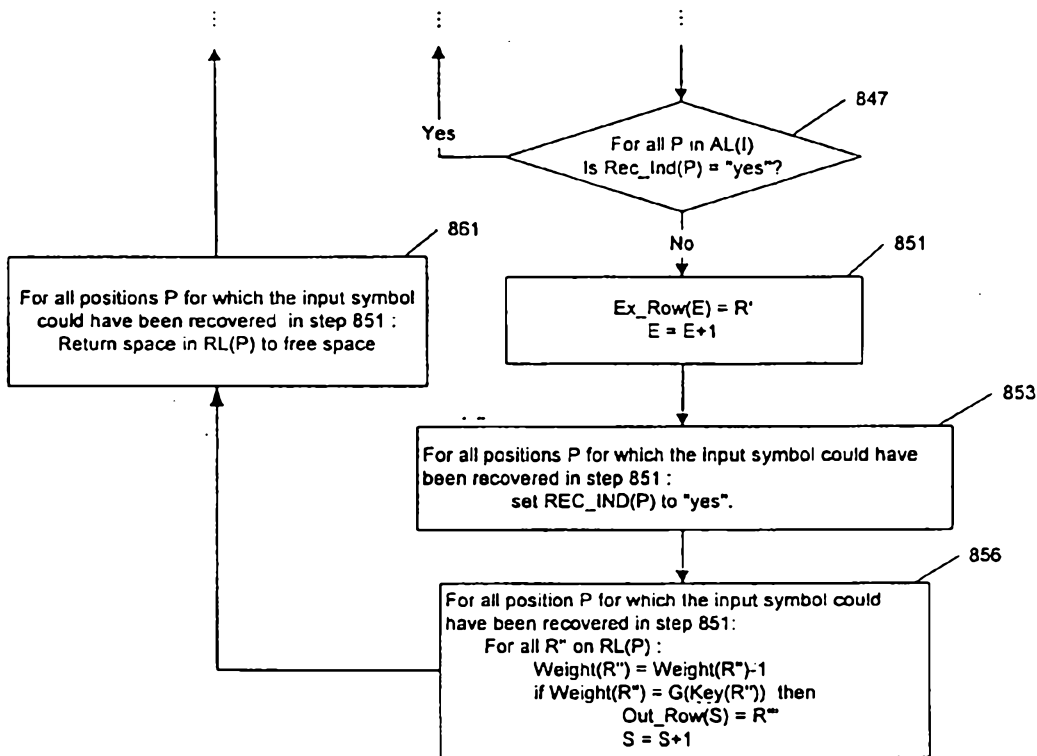 847
For all P in AL(I)
Is Rec_Ind(P) = "yes"?
Yes
No
861
For all positions P for which the input symbol
could have been recovered in step 851 :
Return space in RL(P) to free space
851
Ex_Row(E) = R'
E = E+1
853
For all positions P for which the input symbol could have
been recovered in step 851 :
set REC_IND(P) to "yes".
856
For all position P for which the input symbol could
have been recovered in step 851:
For all R" on RL(P) :
Weight(R") = Weight(R")-1
if Weight(R") = G(Key(R")) then
Out_Row(S) = R"
S = S+1